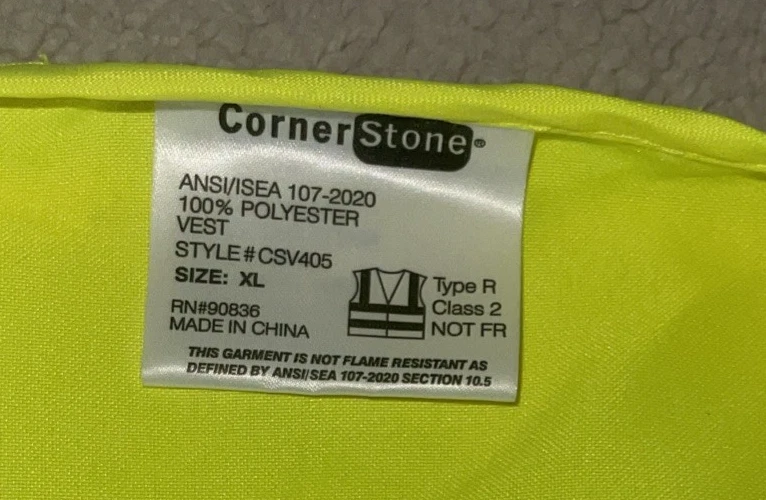 CornerStone®
ANSI/ISEA 107-2020
100% POLYESTER
VEST
STYLE# CSV405
SIZE: XL
RN#90836
MADE IN CHINA
Type R
Class 2
NOT FR
THIS GARMENT IS NOT FLAME RESISTANT AS
DEFINED BY ANSI/SEA 107-2020 SECTION 10.5